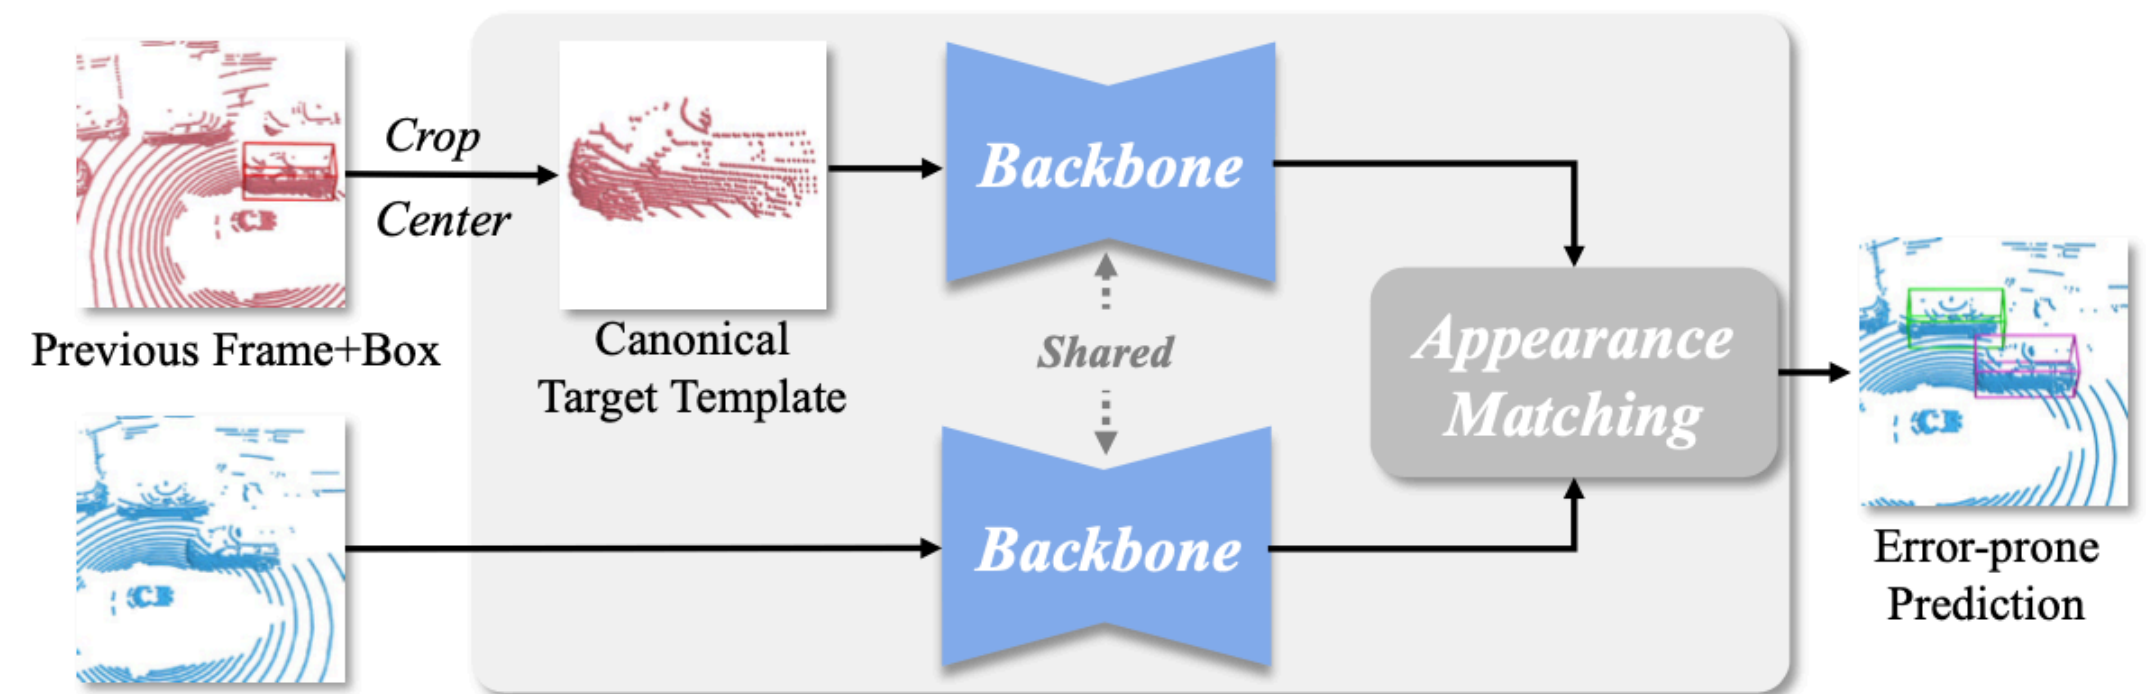 Crop
Center
Previous Frame+Box
Canonical
Target Template
Backbone
Shared
Backbone
Appearance
Matching
Error-prone
Prediction